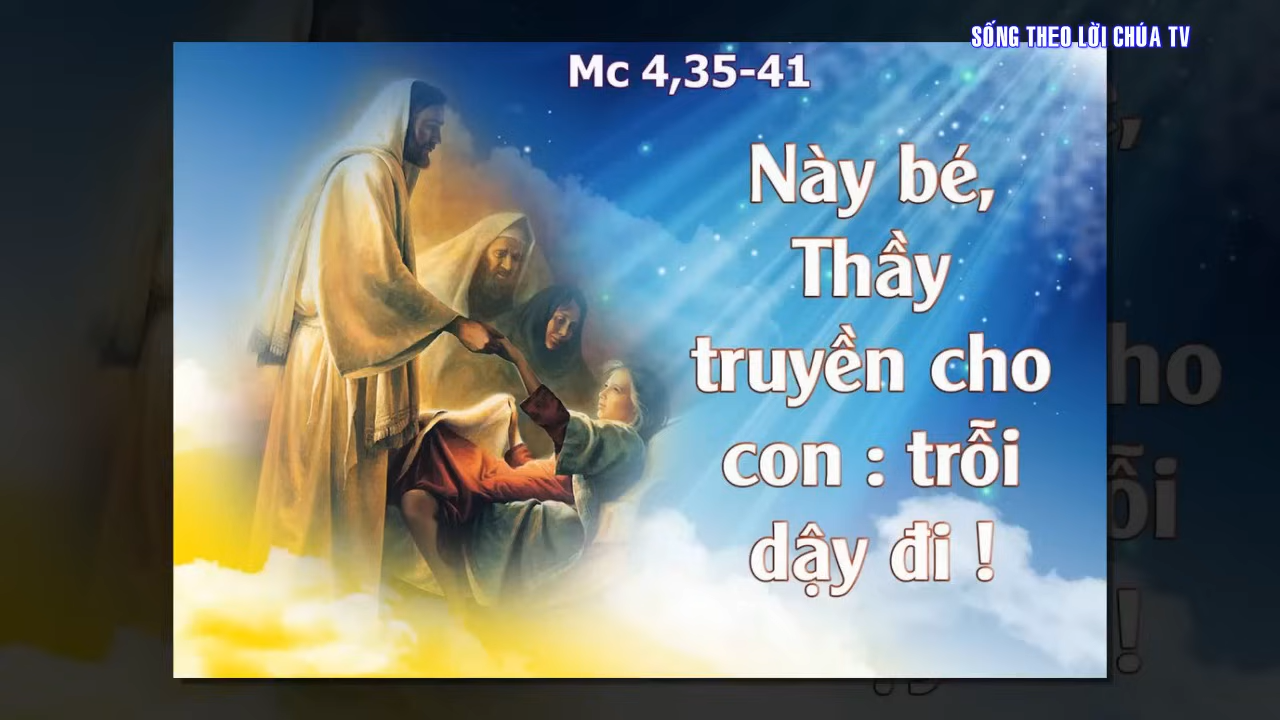 SỐNG THEO LỜI CHÚA TV
Mc 4,35-41
Này bé,
Thầy
truyền cho
con : trỗi
dậy đi !